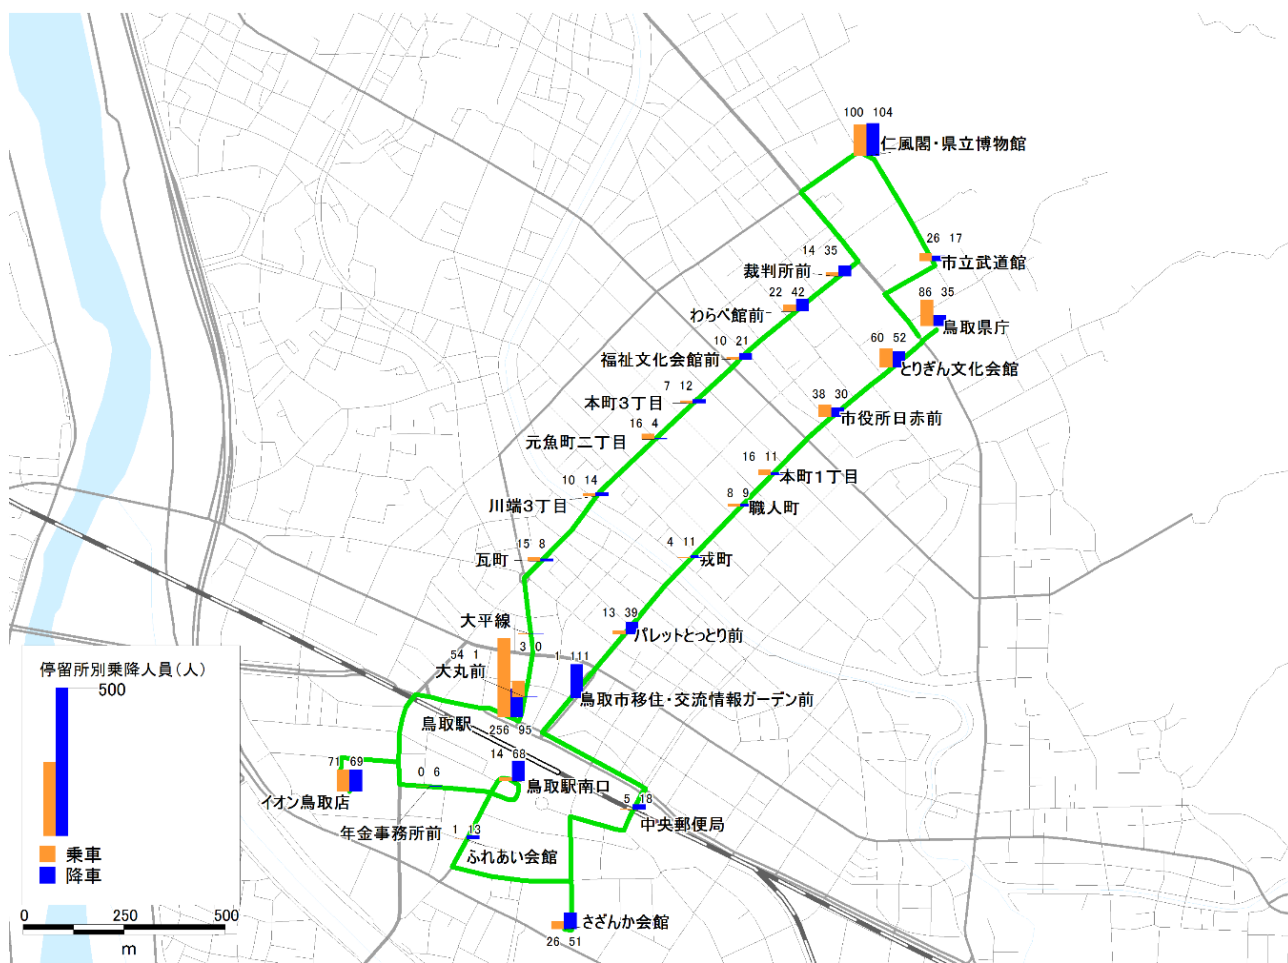 100 104
仁風閣・県立博物館
26 17
市立武道館
14 35
裁判所前
86 35
鳥取県庁
22 42
わらべ館前
60 52
とりぎん文化会館
10 21
福祉文化会館前
7 12
本町3丁目
38 30
市役所日赤前
16 4
元魚町二丁目
16 11
本町1丁目
10 14
川端3丁目
8 9
職人町
15 8
瓦町
4 11
戎町
大平線
3 0
13 39
パレットとっとり前
54 1
大丸前
1 111
鳥取市移住・交流情報ガーデン前
鳥取駅
256 95
14 68
鳥取駅南口
71 69
イオン鳥取店
0 6
年金事務所前
5 18
中央郵便局
1 13
ふれあい会館
26 51
さざんか会館
停留所別乗降人員(人)
500
乗車
降車
0 250 500
m